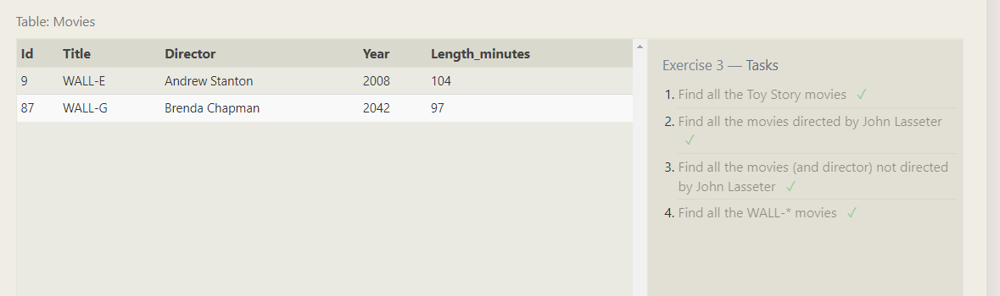 Table: Movies
Id Title Director Year Length_minutes
9 WALL-E Andrew Stanton 2008 104
87 WALL-G Brenda Chapman 2042 97
Exercise 3 — Tasks
1. Find all the Toy Story movies ✓
2. Find all the movies directed by John Lasseter
✓
3. Find all the movies (and director) not directed
by John Lasseter ✓
4. Find all the WALL-* movies ✓